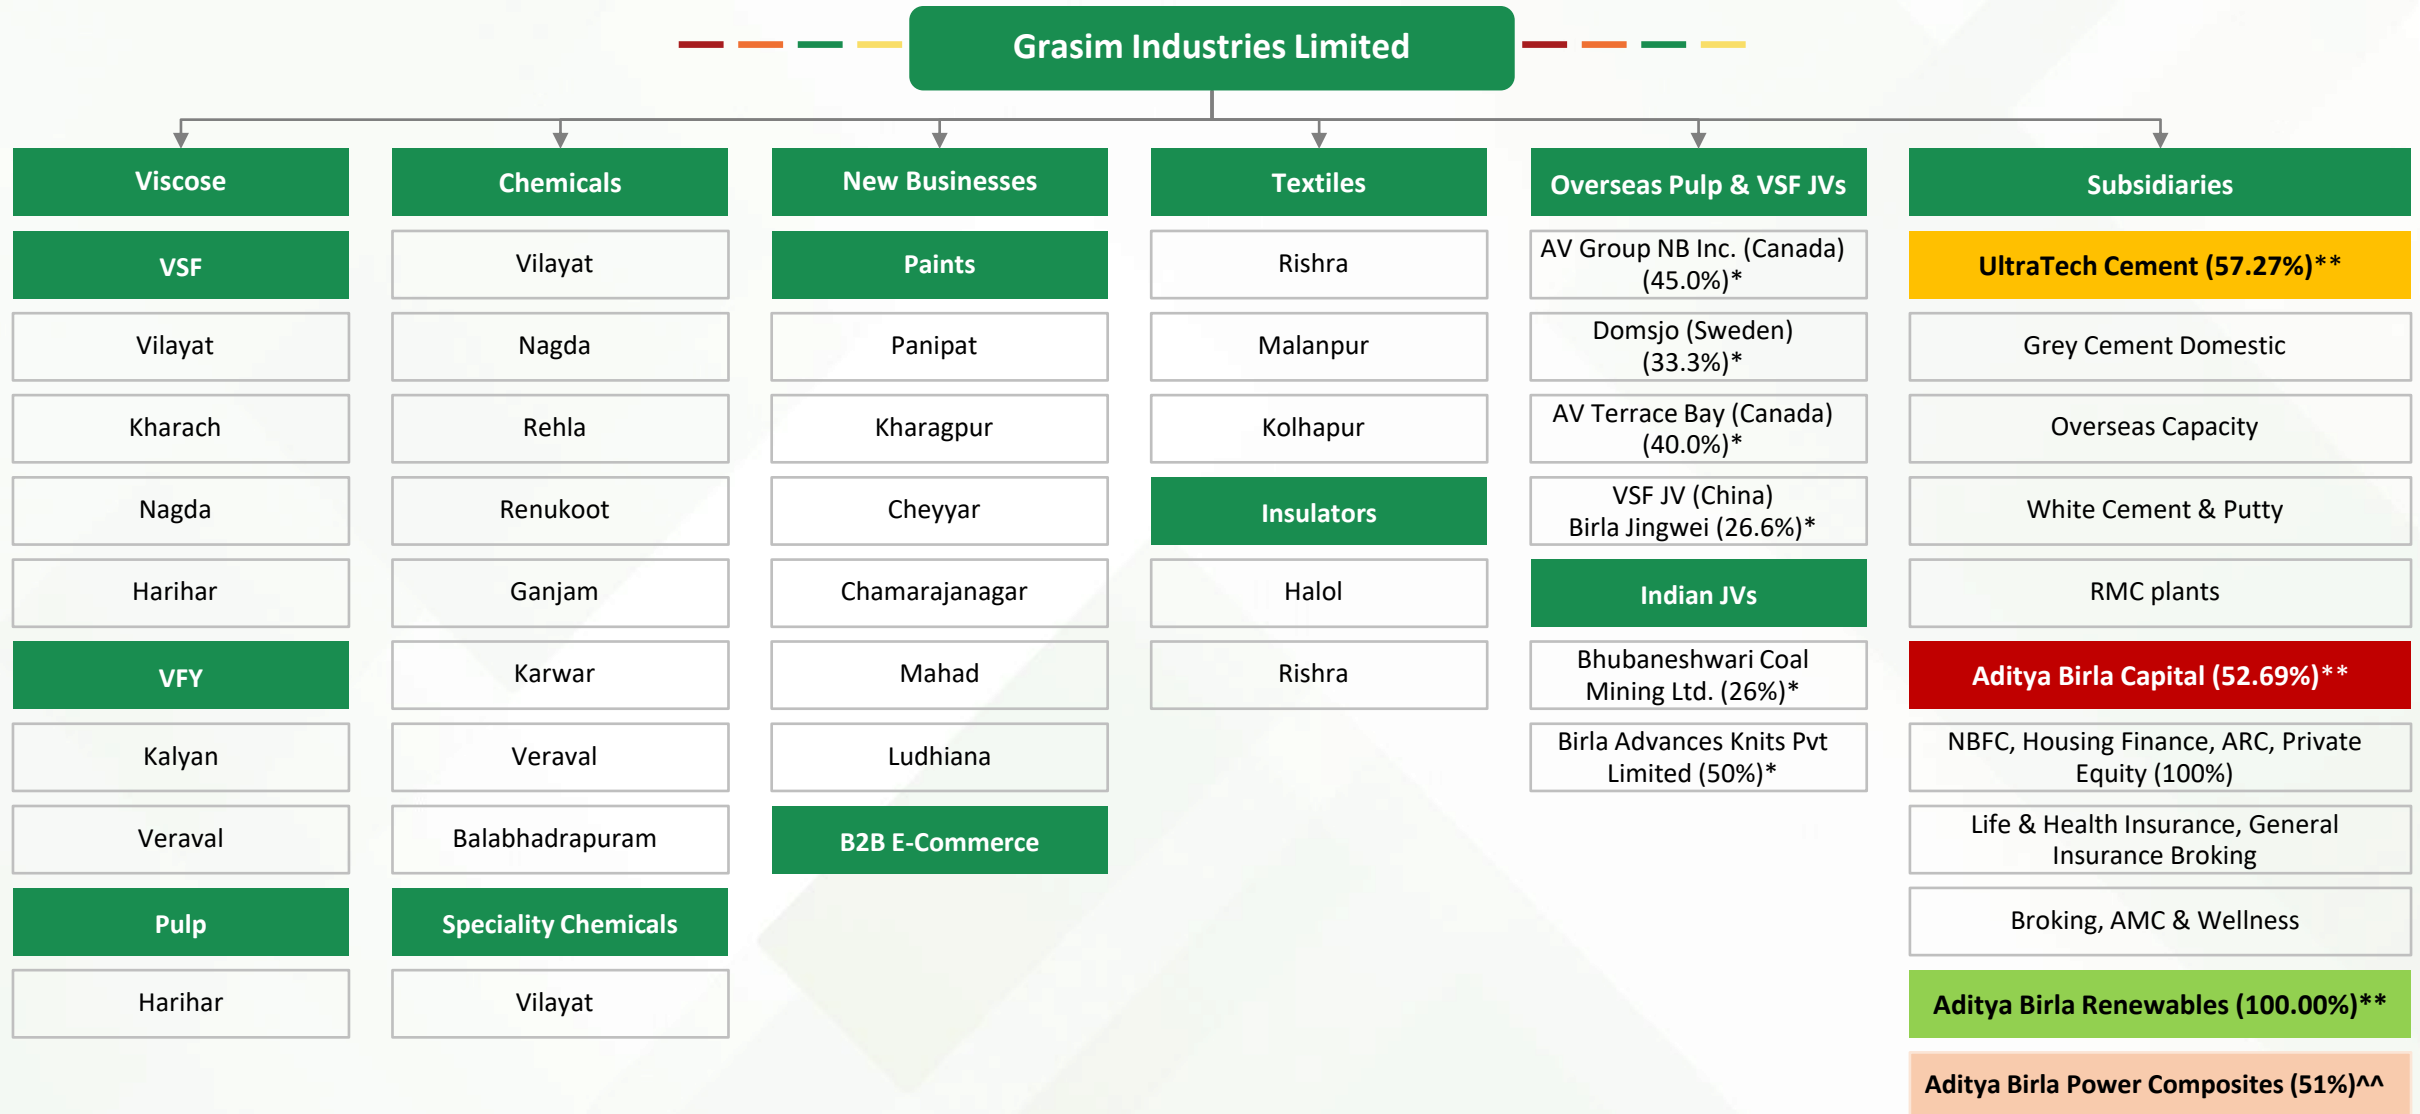 Grasim Industries Limited
Viscose
VSF
Vilayat
Kharach
Nagda
Harihar
VFY
Kalyan
Veraval
Pulp
Harihar
Chemicals
Vilayat
Nagda
Rehla
Renukoot
Ganjam
Karwar
Veraval
Balabhadrapuram
Speciality Chemicals
Vilayat
New Businesses
Paints
Panipat
Kharagpur
Cheyyar
Chamarajanagar
Mahad
Ludhiana
B2B E-Commerce
Textiles
Rishra
Malanpur
Kolhapur
Insulators
Halol
Rishra
Overseas Pulp & VSF JVs
AV Group NB Inc. (Canada)
(45.0%)*
Domsjo (Sweden)
(33.3%)*
AV Terrace Bay (Canada)
(40.0%)*
VSF JV (China)
Birla Jingwei (26.6%)*
Indian JVs
Bhubaneshwari Coal
Mining Ltd. (26%)*
Birla Advances Knits Pvt
Limited (50%)*
Subsidiaries
UltraTech Cement (57.27%)**
Grey Cement Domestic
Overseas Capacity
White Cement & Putty
RMC plants
Aditya Birla Capital (52.69%)**
NBFC, Housing Finance, ARC, Private
Equity (100%)
Life & Health Insurance, General
Insurance Broking
Broking, AMC & Wellness
Aditya Birla Renewables (100.00%)**
Aditya Birla Power Composites (51%)^^